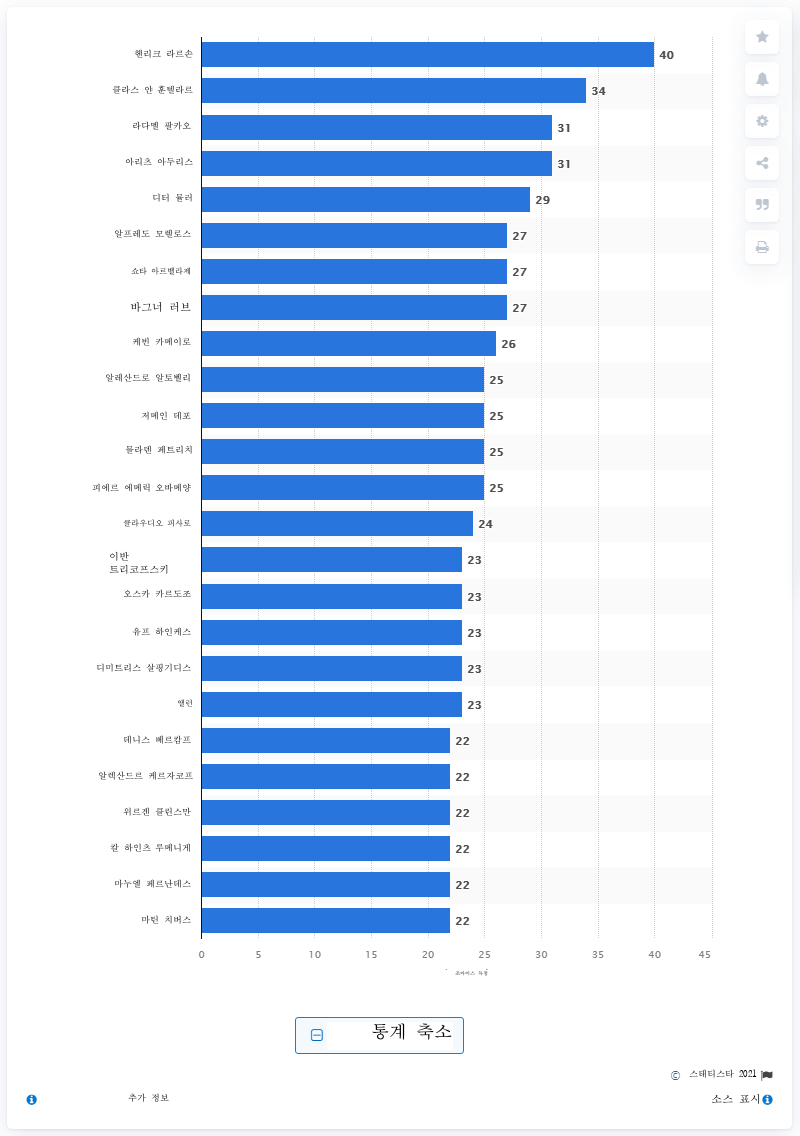 헨리크 라르손 40
클라스 얀 훈텔라르 34
라다멜 팔카오 31
아리츠 아두리스 31
디터 뮬러 29
알프레도 모렐로스 27
쇼타 아르벨라제 27
바그너 러브 27
케빈 카메이로 26
알레산드로 알토벨리 25
저메인 데포 25
믈라덴 페트리치 25
피에르 에메릭 오바메양 25
클라우디오 피사로 24
이반
트리코프스키 23
오스카 카르도조 23
유프 하인케스 23
디미트리스 살핑기디스 23
앨런 23
데니스 베르캄프 22
알렉산드르 케르자코프 22
위르겐 클린스만 22
칼 하인츠 루메니게 22
마누엘 페르난데스 22
마틴 치버스 22
0 5 10 15 20 25 30 35 40 45
통계 축소
© 스태티스타 2021
추가 정보 소스 표시